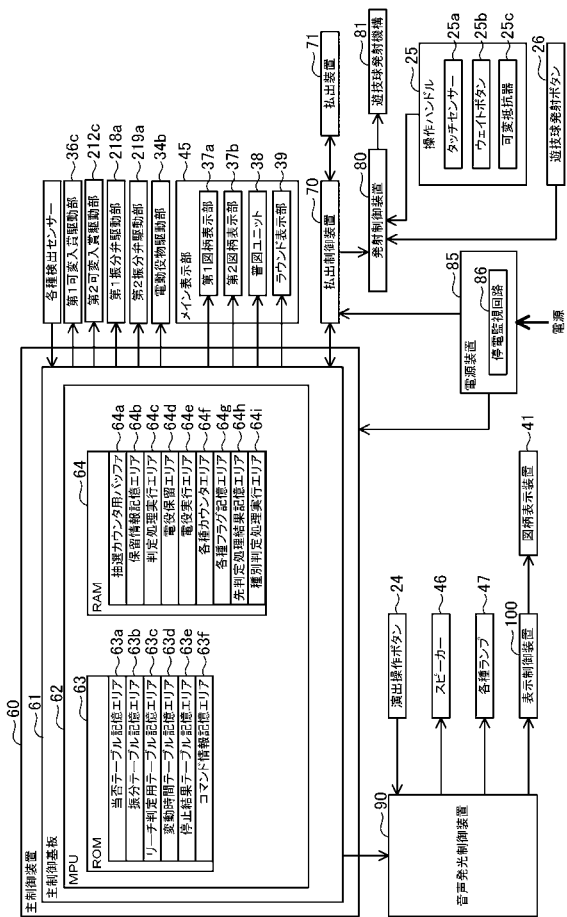 主制御装置
60
主制御基板
61
MPU
62
ROM
63
当否テーブル記憶エリア
63a
振分テーブル記憶エリア
63b
リーチ判定用テーブル記憶エリア
63c
変動時間テーブル記憶エリア
63d
停止結果テーブル記憶エリア
63e
コマンド情報記憶エリア
63f
RAM
64
抽選カウンタ用バッファ
64a
保留情報記憶エリア
64b
判定処理実行エリア
64c
電役保留エリア
64d
電役実行エリア
64e
各種カウンタエリア
64f
各種フラグ記憶エリア
64g
先判定処理結果記憶エリア
64h
種別判定処理実行エリア
64i
各種検出センサー
第1可変入賞駆動部
36c
第2可変入賞駆動部
212c
第1振分弁駆動部
218a
第2振分弁駆動部
219a
電動役物駆動部
34b
メイン表示部
45
第1図柄表示部
37a
第2図柄表示部
37b
普図ユニット
38
ラウンド表示部
39
払出制御装置
70
払出装置
71
発射制御装置
80
遊技球発射機構
81
操作ハンドル
25
タッチセンサー
25a
ウェイトボタン
25b
可変抵抗器
25c
遊技球発射ボタン
26
電源装置
85
停電監視回路
86
電源
音声発光制御装置
90
演出操作ボタン
24
スピーカー
46
各種ランプ
47
表示制御装置
100
図柄表示装置
41